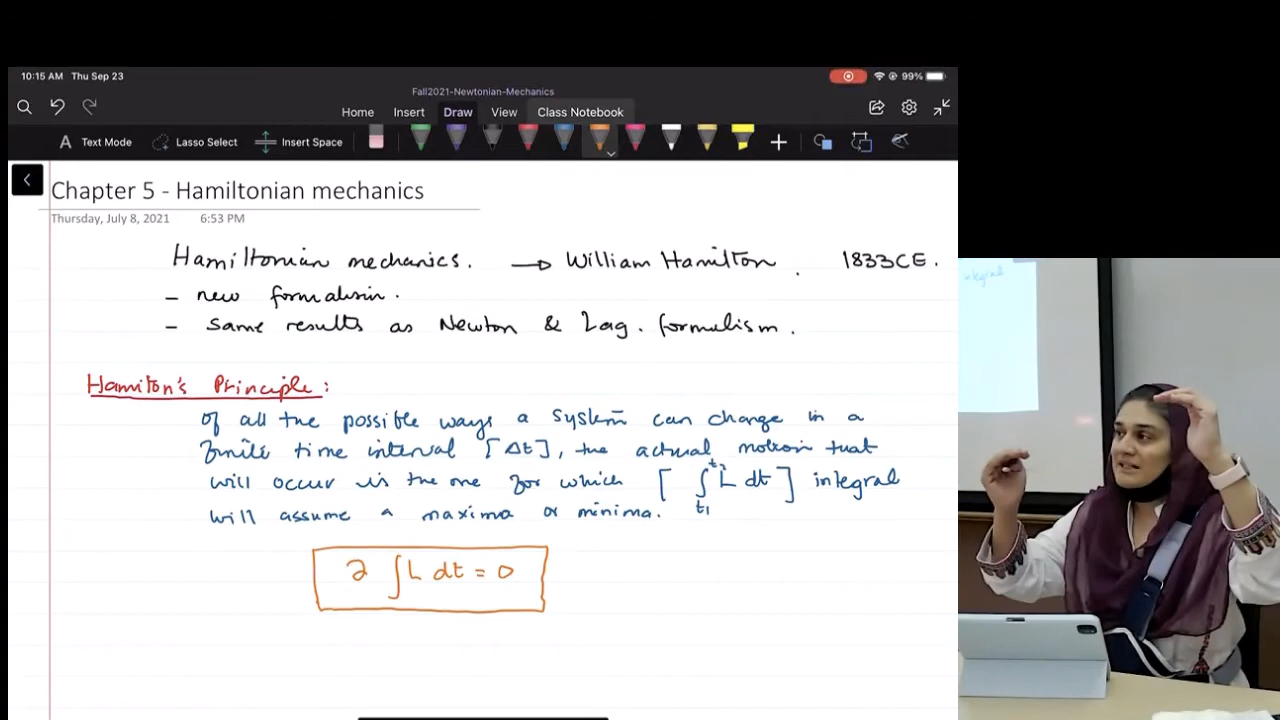 10:15 AM Thu Sep 23
99%
Fall2021-Newtonian-Mechanics
Home Insert Draw View Class Notebook
Text Mode Lasso Select Insert Space
Chapter 5 - Hamiltonian mechanics
Thursday, July 8, 2021 6:53 PM
Hamiltonian mechanics. → William Hamilton. 1833CE.
- new formalism.
- Same results as Newton & Lag. formulism.
Hamilton's Principle:
of all the possible ways a system can change in a
finite time interval [Δt], the actual motion that
will occur is the one for which [ ∫ t₁ t₂ L dt ] integral
will assume a maxima or minima.
∂ ∫ L dt = 0
integral